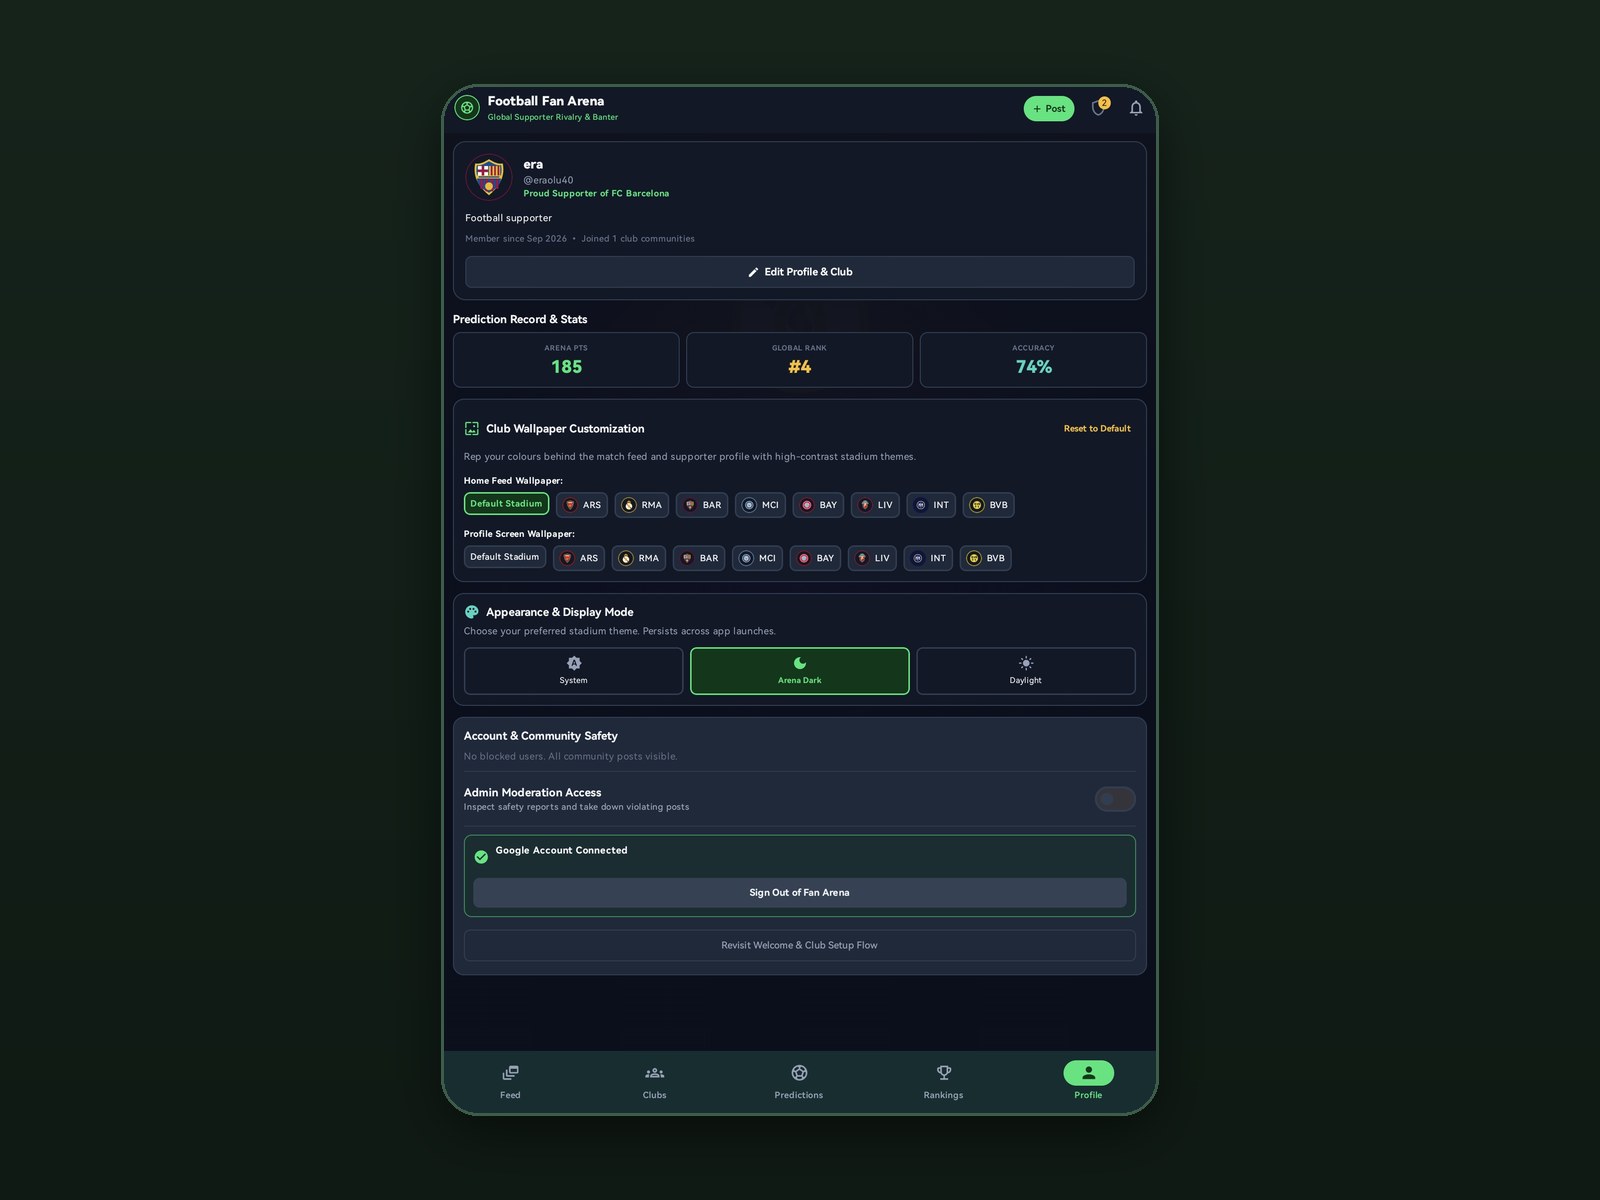 Football Fan Arena
Global Supporter Rivalry & Banter
+ Post
2
era
@eraolu40
Proud Supporter of FC Barcelona
Football supporter
Member since Sep 2026 • Joined 1 club communities
Edit Profile & Club
Prediction Record & Stats
ARENA PTS
185
GLOBAL RANK
#4
ACCURACY
74%
Club Wallpaper Customization
Reset to Default
Rep your colours behind the match feed and supporter profile with high-contrast stadium themes.
Home Feed Wallpaper:
Default Stadium ARS RMA BAR MCI BAY LIV INT BVB
Profile Screen Wallpaper:
Default Stadium ARS RMA BAR MCI BAY LIV INT BVB
Appearance & Display Mode
Choose your preferred stadium theme. Persists across app launches.
System
Arena Dark
Daylight
Account & Community Safety
No blocked users. All community posts visible.
Admin Moderation Access
Inspect safety reports and take down violating posts
Google Account Connected
Sign Out of Fan Arena
Revisit Welcome & Club Setup Flow
Feed
Clubs
Predictions
Rankings
Profile